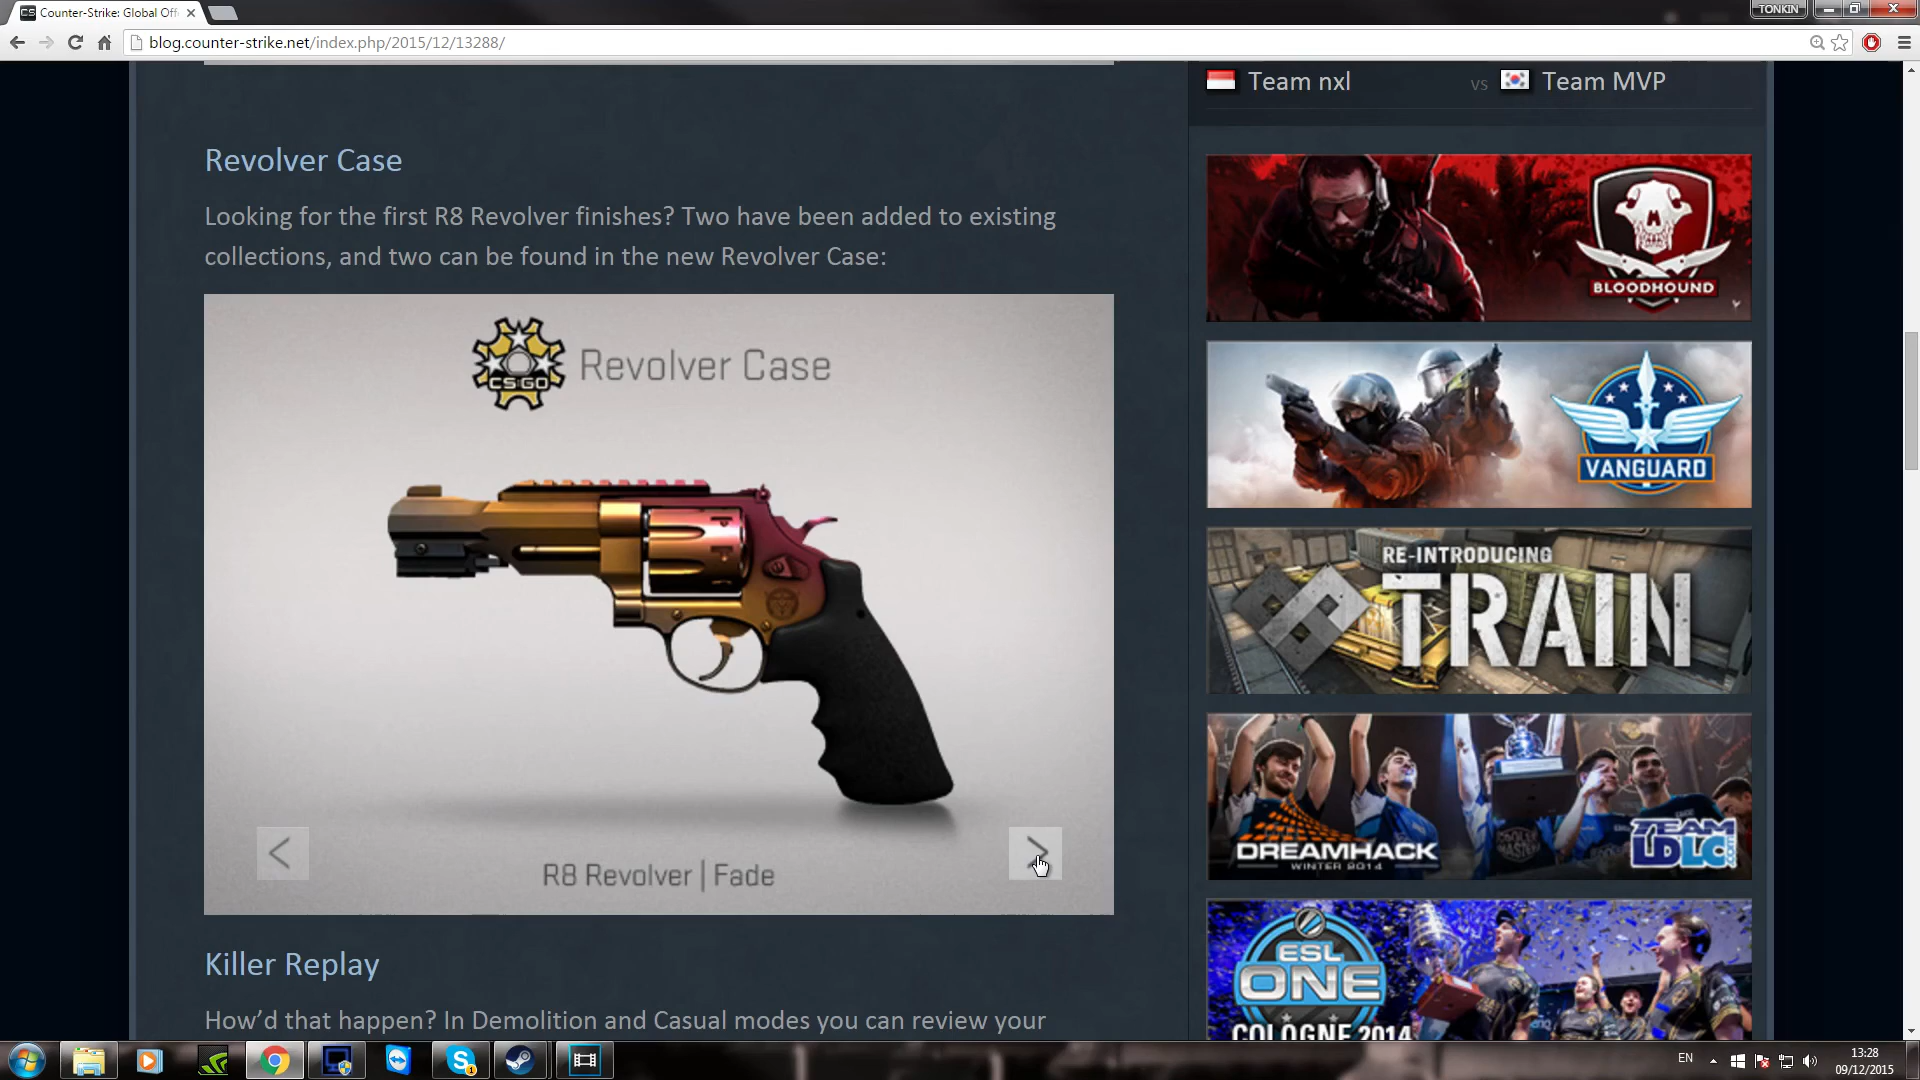 Counter-Strike: Global Off
TONKIN
blog.counter-strike.net/index.php/2015/12/13288/
Team nxl vs Team MVP
Revolver Case
Looking for the first R8 Revolver finishes? Two have been added to existing
collections, and two can be found in the new Revolver Case:
CS:GO
Revolver Case
R8 Revolver | Fade
Killer Replay
How'd that happen? In Demolition and Casual modes you can review your
BLOODHOUND
VANGUARD
RE-INTRODUCING
TRAIN
DREAMHACK
WINTER 2014
TEAM
LDLC
.com
ESL
ONE
COLOGNE 2014
EN
13:28
09/12/2015